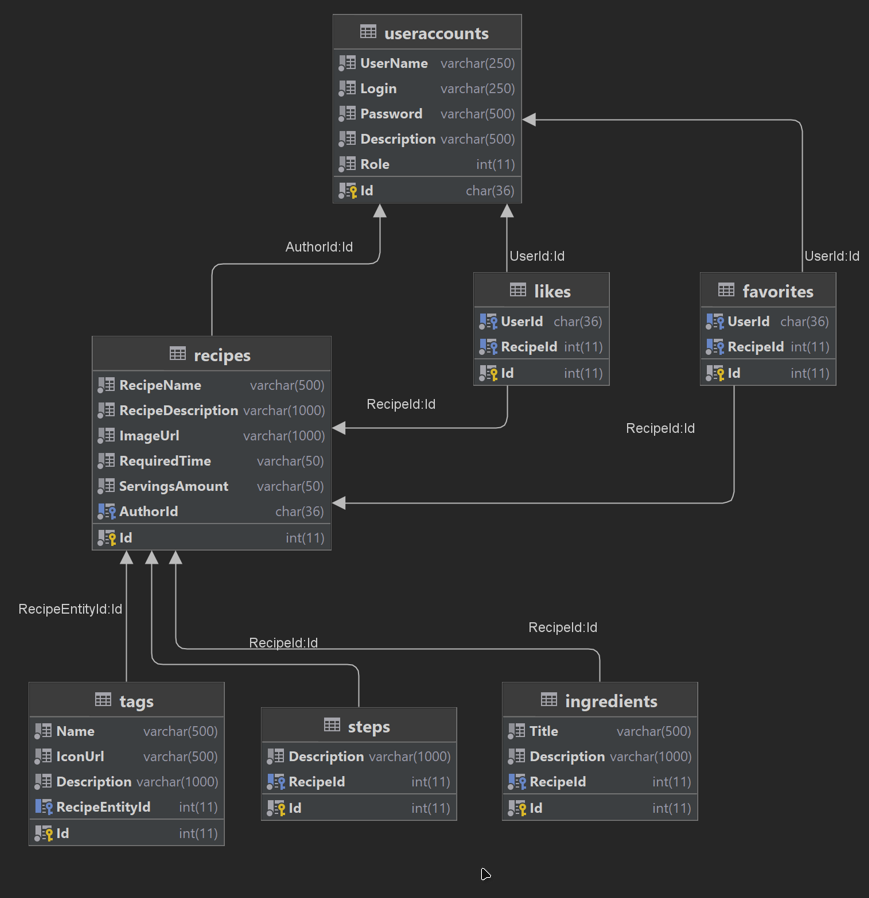 useraccounts
UserName varchar(250)
Login varchar(250)
Password varchar(500)
Description varchar(500)
Role int(11)
Id char(36)
AuthorId:Id
UserId:Id
UserId:Id
likes
UserId char(36)
RecipeId int(11)
Id int(11)
favorites
UserId char(36)
RecipeId int(11)
Id int(11)
recipes
RecipeName varchar(500)
RecipeDescription varchar(1000)
ImageUrl varchar(1000)
RequiredTime varchar(50)
ServingsAmount varchar(50)
AuthorId char(36)
Id int(11)
RecipeId:Id
RecipeId:Id
RecipeEntityId:Id
RecipeId:Id
RecipeId:Id
tags
Name varchar(500)
IconUrl varchar(500)
Description varchar(1000)
RecipeEntityId int(11)
Id int(11)
steps
Description varchar(1000)
RecipeId int(11)
Id int(11)
ingredients
Title varchar(500)
Description varchar(1000)
RecipeId int(11)
Id int(11)